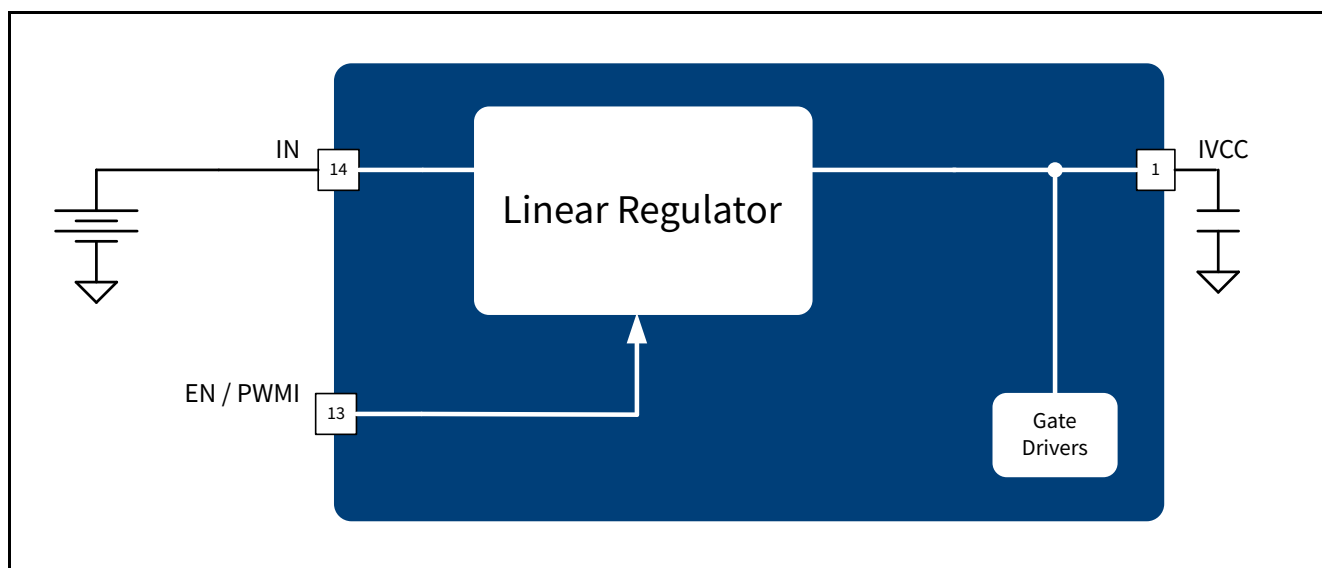 IN
14
Linear Regulator
1
IVCC
EN / PWMI
13
Gate
Drivers